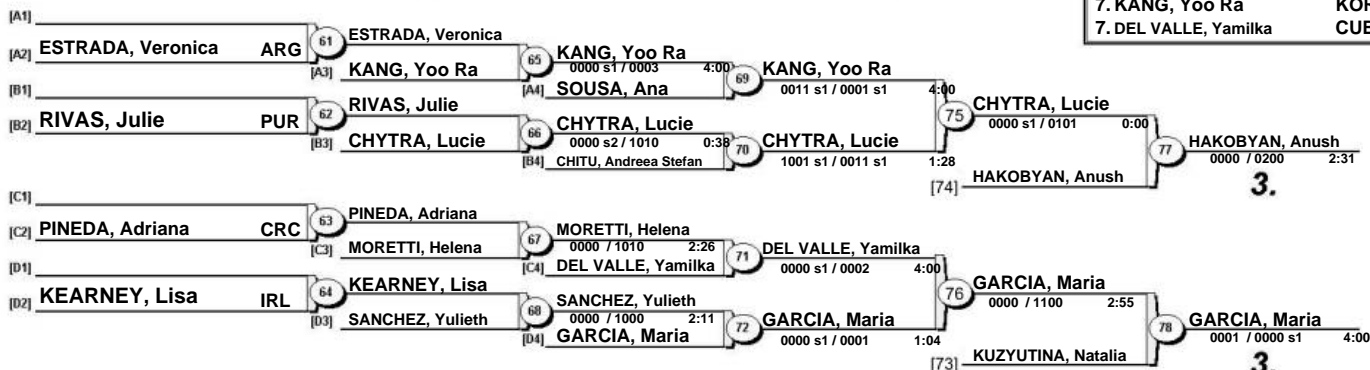 7. KANG, Yoo Ra
7. DEL VALLE, Yamilka CUB
[A1]
[A2] ESTRADA, Veronica ARG 61 ESTRADA, Veronica
[A3] KANG, Yoo Ra 65 KANG, Yoo Ra
0000 s1 / 0003 4:00
[A4] SOUSA, Ana 69 KANG, Yoo Ra
0011 s1 / 0001 s1 4:00
[B1]
[B2] RIVAS, Julie PUR 62 RIVAS, Julie
[B3] CHYTRA, Lucie 66 CHYTRA, Lucie
0000 s2 / 1010 0:38
[B4] CHITU, Andreea Stefan 70 CHYTRA, Lucie
1001 s1 / 0011 s1 1:28
75 CHYTRA, Lucie
0000 s1 / 0101 0:00
[74] HAKOBYAN, Anush 77 HAKOBYAN, Anush
0000 / 0200 2:31
3.
[C1]
[C2] PINEDA, Adriana CRC 63 PINEDA, Adriana
[C3] MORETTI, Helena 67 MORETTI, Helena
0000 / 1010 2:26
[C4] DEL VALLE, Yamilka 71 DEL VALLE, Yamilka
0000 s1 / 0002 4:00
[D1]
[D2] KEARNEY, Lisa IRL 64 KEARNEY, Lisa
[D3] SANCHEZ, Yulieth 68 SANCHEZ, Yulieth
0000 / 1000 2:11
[D4] GARCIA, Maria 72 GARCIA, Maria
0000 s1 / 0001 1:04
76 GARCIA, Maria
0000 / 1100 2:55
[73] KUZYUTINA, Natalia 78 GARCIA, Maria
0001 / 0000 s1 4:00
3.